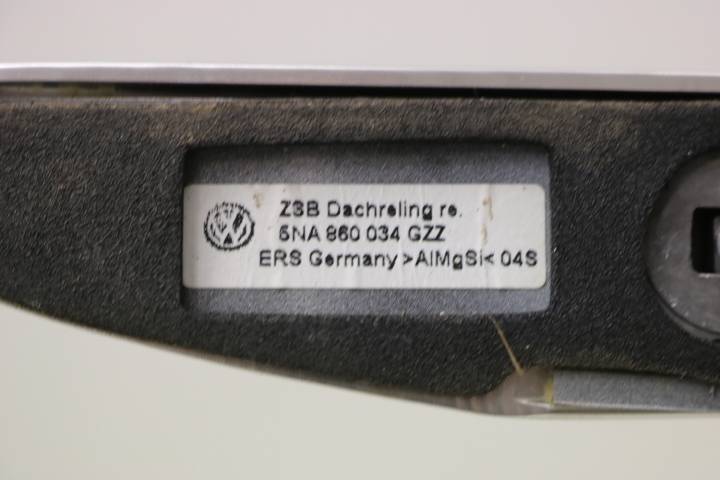 ZSB Dachreling re.
5NA 860 034 GZZ
ERS Germany >AlMgSi< 04S